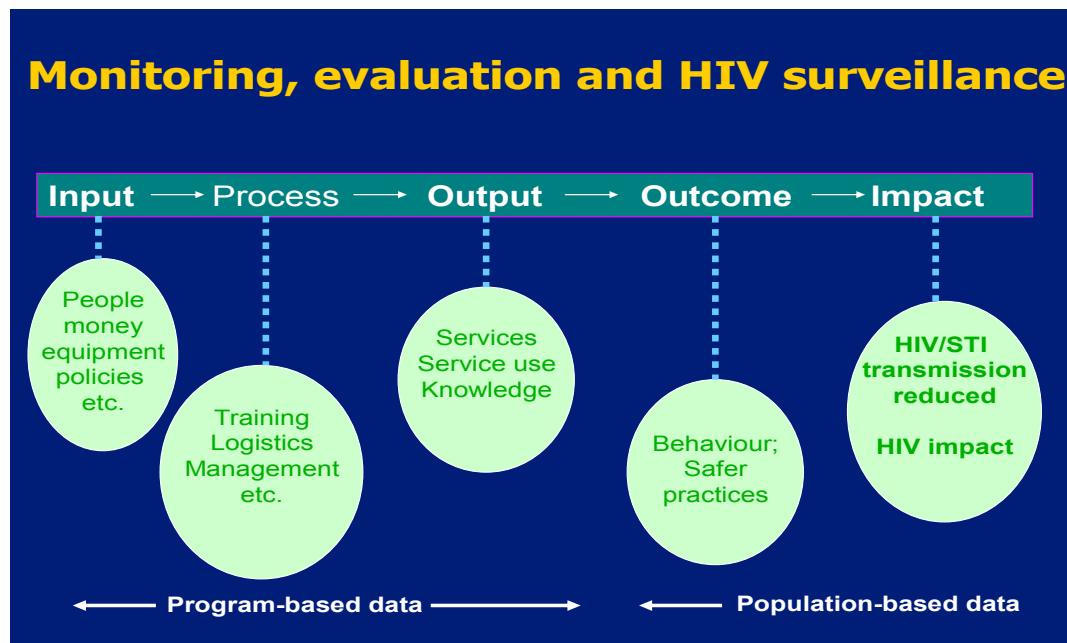 Monitoring, evaluation and HIV surveillance
Input Process Output Outcome Impact
People
money
equipment
policies
etc.
Training
Logistics
Management
etc.
Services
Service use
Knowledge
Behaviour;
Safer
practices
HIV/STI
transmission
reduced
HIV impact
Program-based data
Population-based data